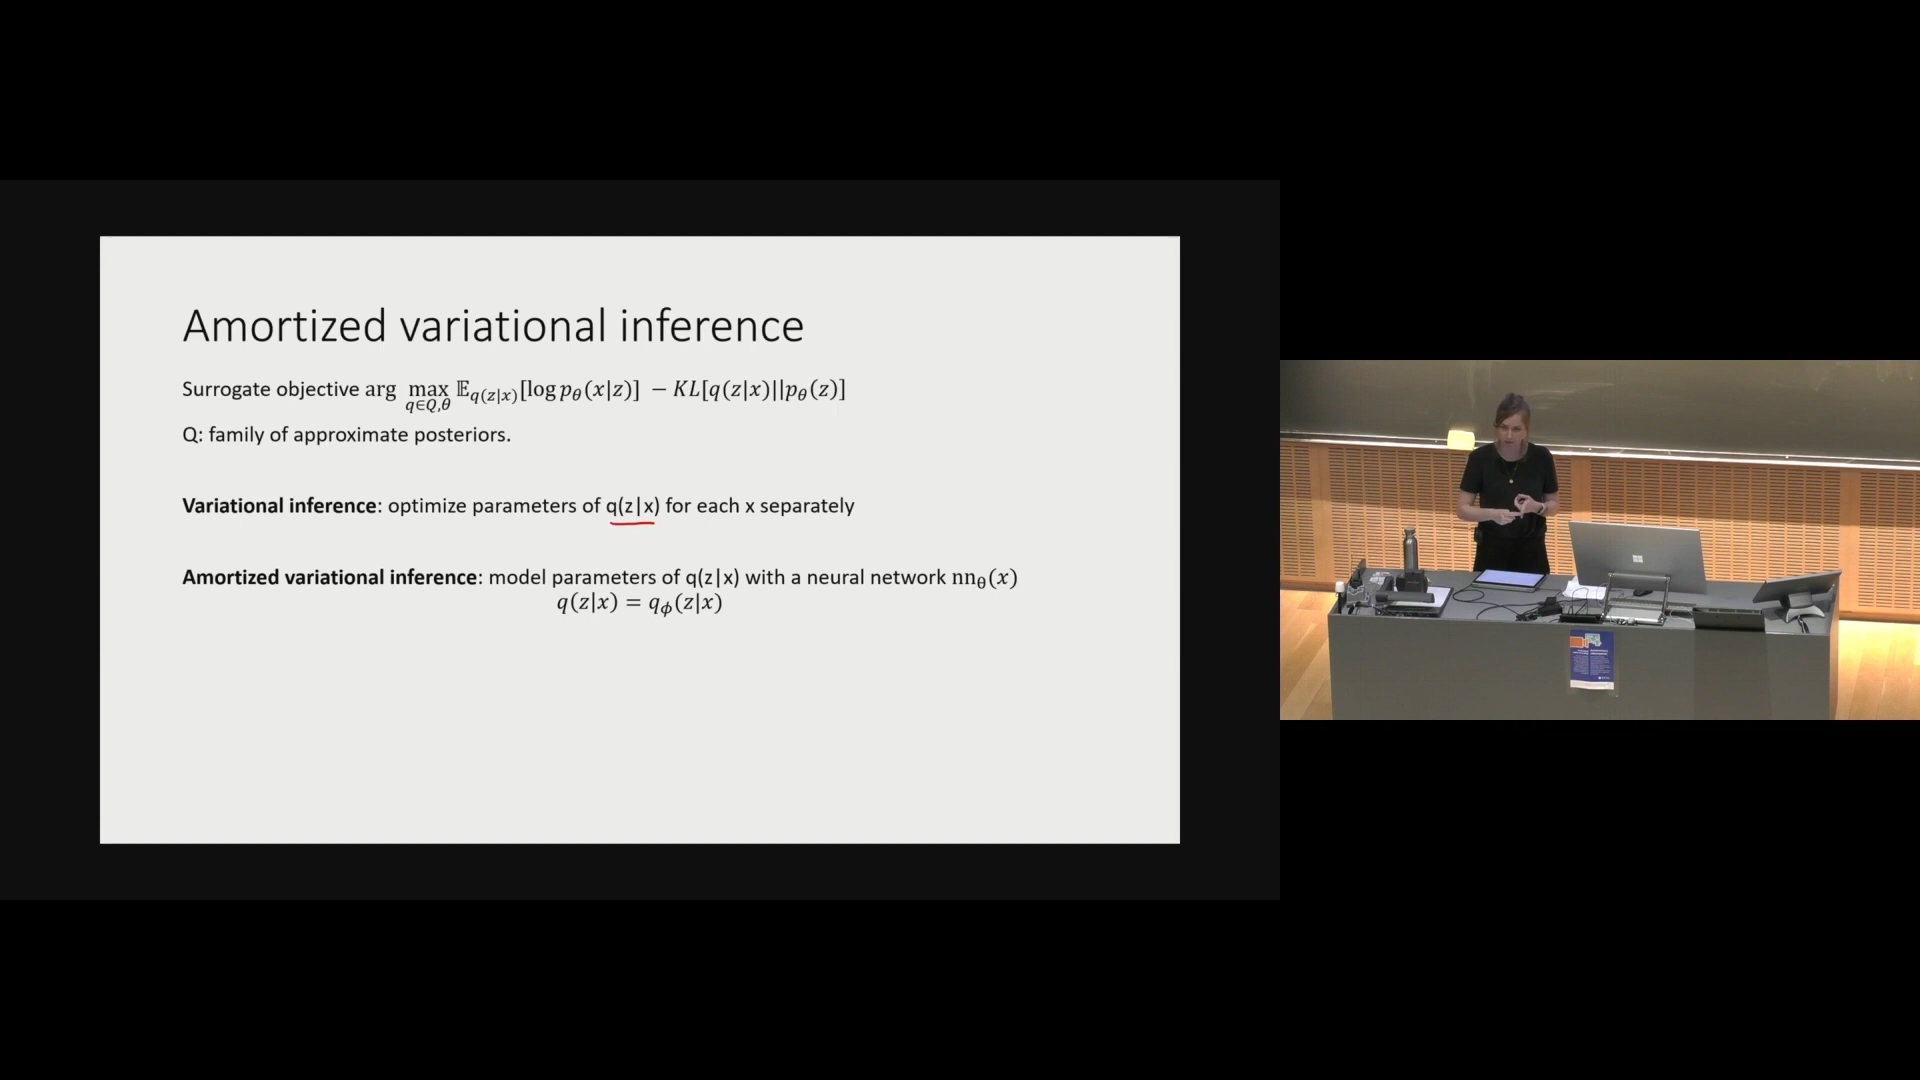 Amortized variational inference
Surrogate objective arg max_{q∈Q,θ} 𝔼_{q(z|x)}[log p_θ(x|z)] − KL[q(z|x)||p_θ(z)]
Q: family of approximate posteriors.
Variational inference: optimize parameters of q(z|x) for each x separately
Amortized variational inference: model parameters of q(z|x) with a neural network nn_θ(x)
q(z|x) = q_ϕ(z|x)